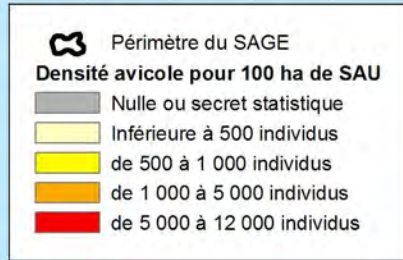 Périmètre du SAGE
Densité avicole pour 100 ha de SAU
Nulle ou secret statistique
Inférieure à 500 individus
de 500 à 1 000 individus
de 1 000 à 5 000 individus
de 5 000 à 12 000 individus